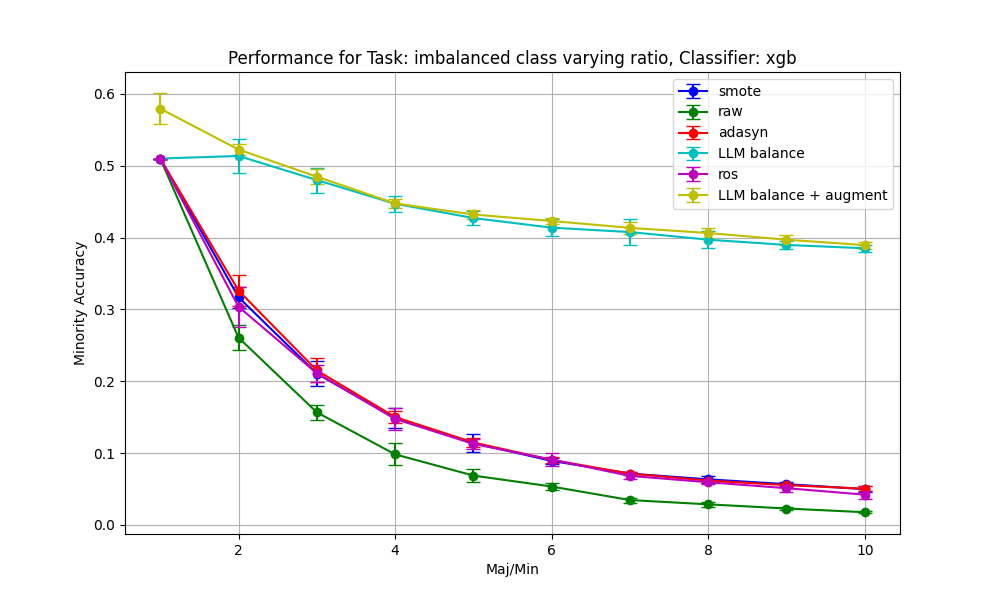 Performance for Task: imbalanced class varying ratio, Classifier: xgb
smote
raw
adasyn
LLM balance
ros
LLM balance + augment
Minority Accuracy
0.6
0.5
0.4
0.3
0.2
0.1
0.0
2 4 6 8 10
Maj/Min